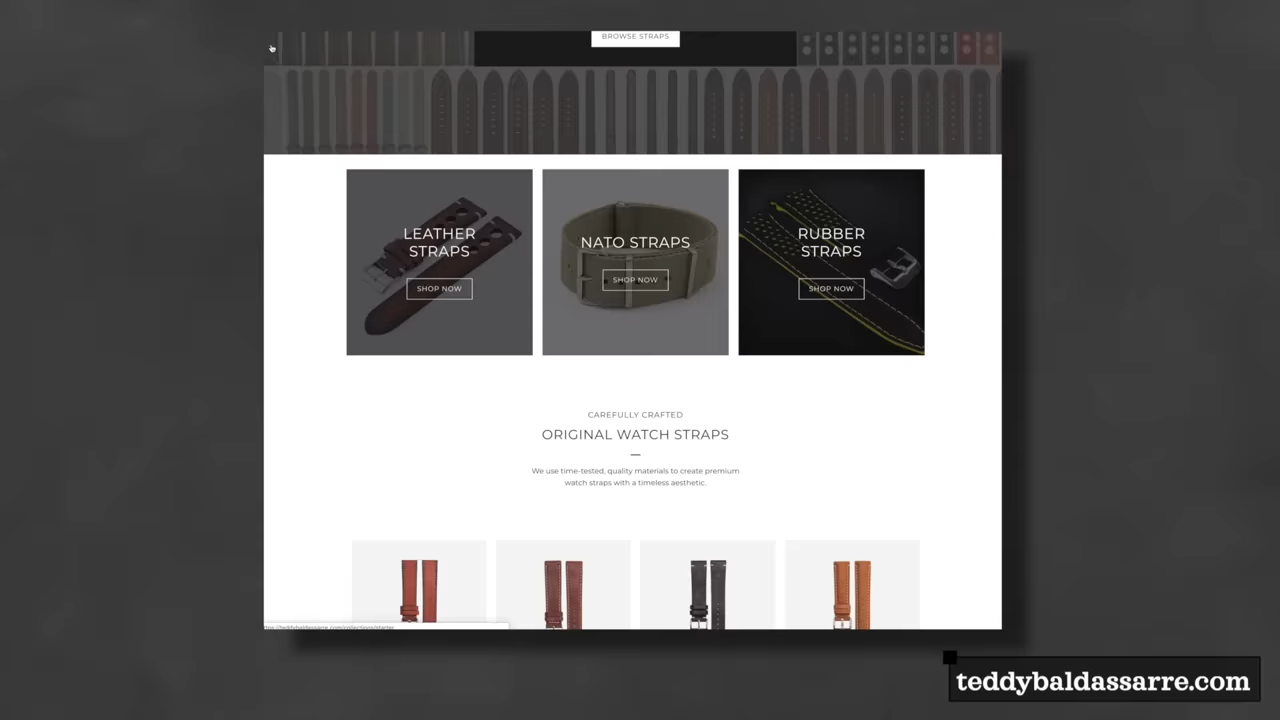 BROWSE STRAPS
LEATHER
STRAPS
SHOP NOW
NATO STRAPS
SHOP NOW
RUBBER
STRAPS
SHOP NOW
CAREFULLY CRAFTED
ORIGINAL WATCH STRAPS
We use time-tested, quality materials to create premium
watch straps with a timeless aesthetic.
teddybaldassarre.com